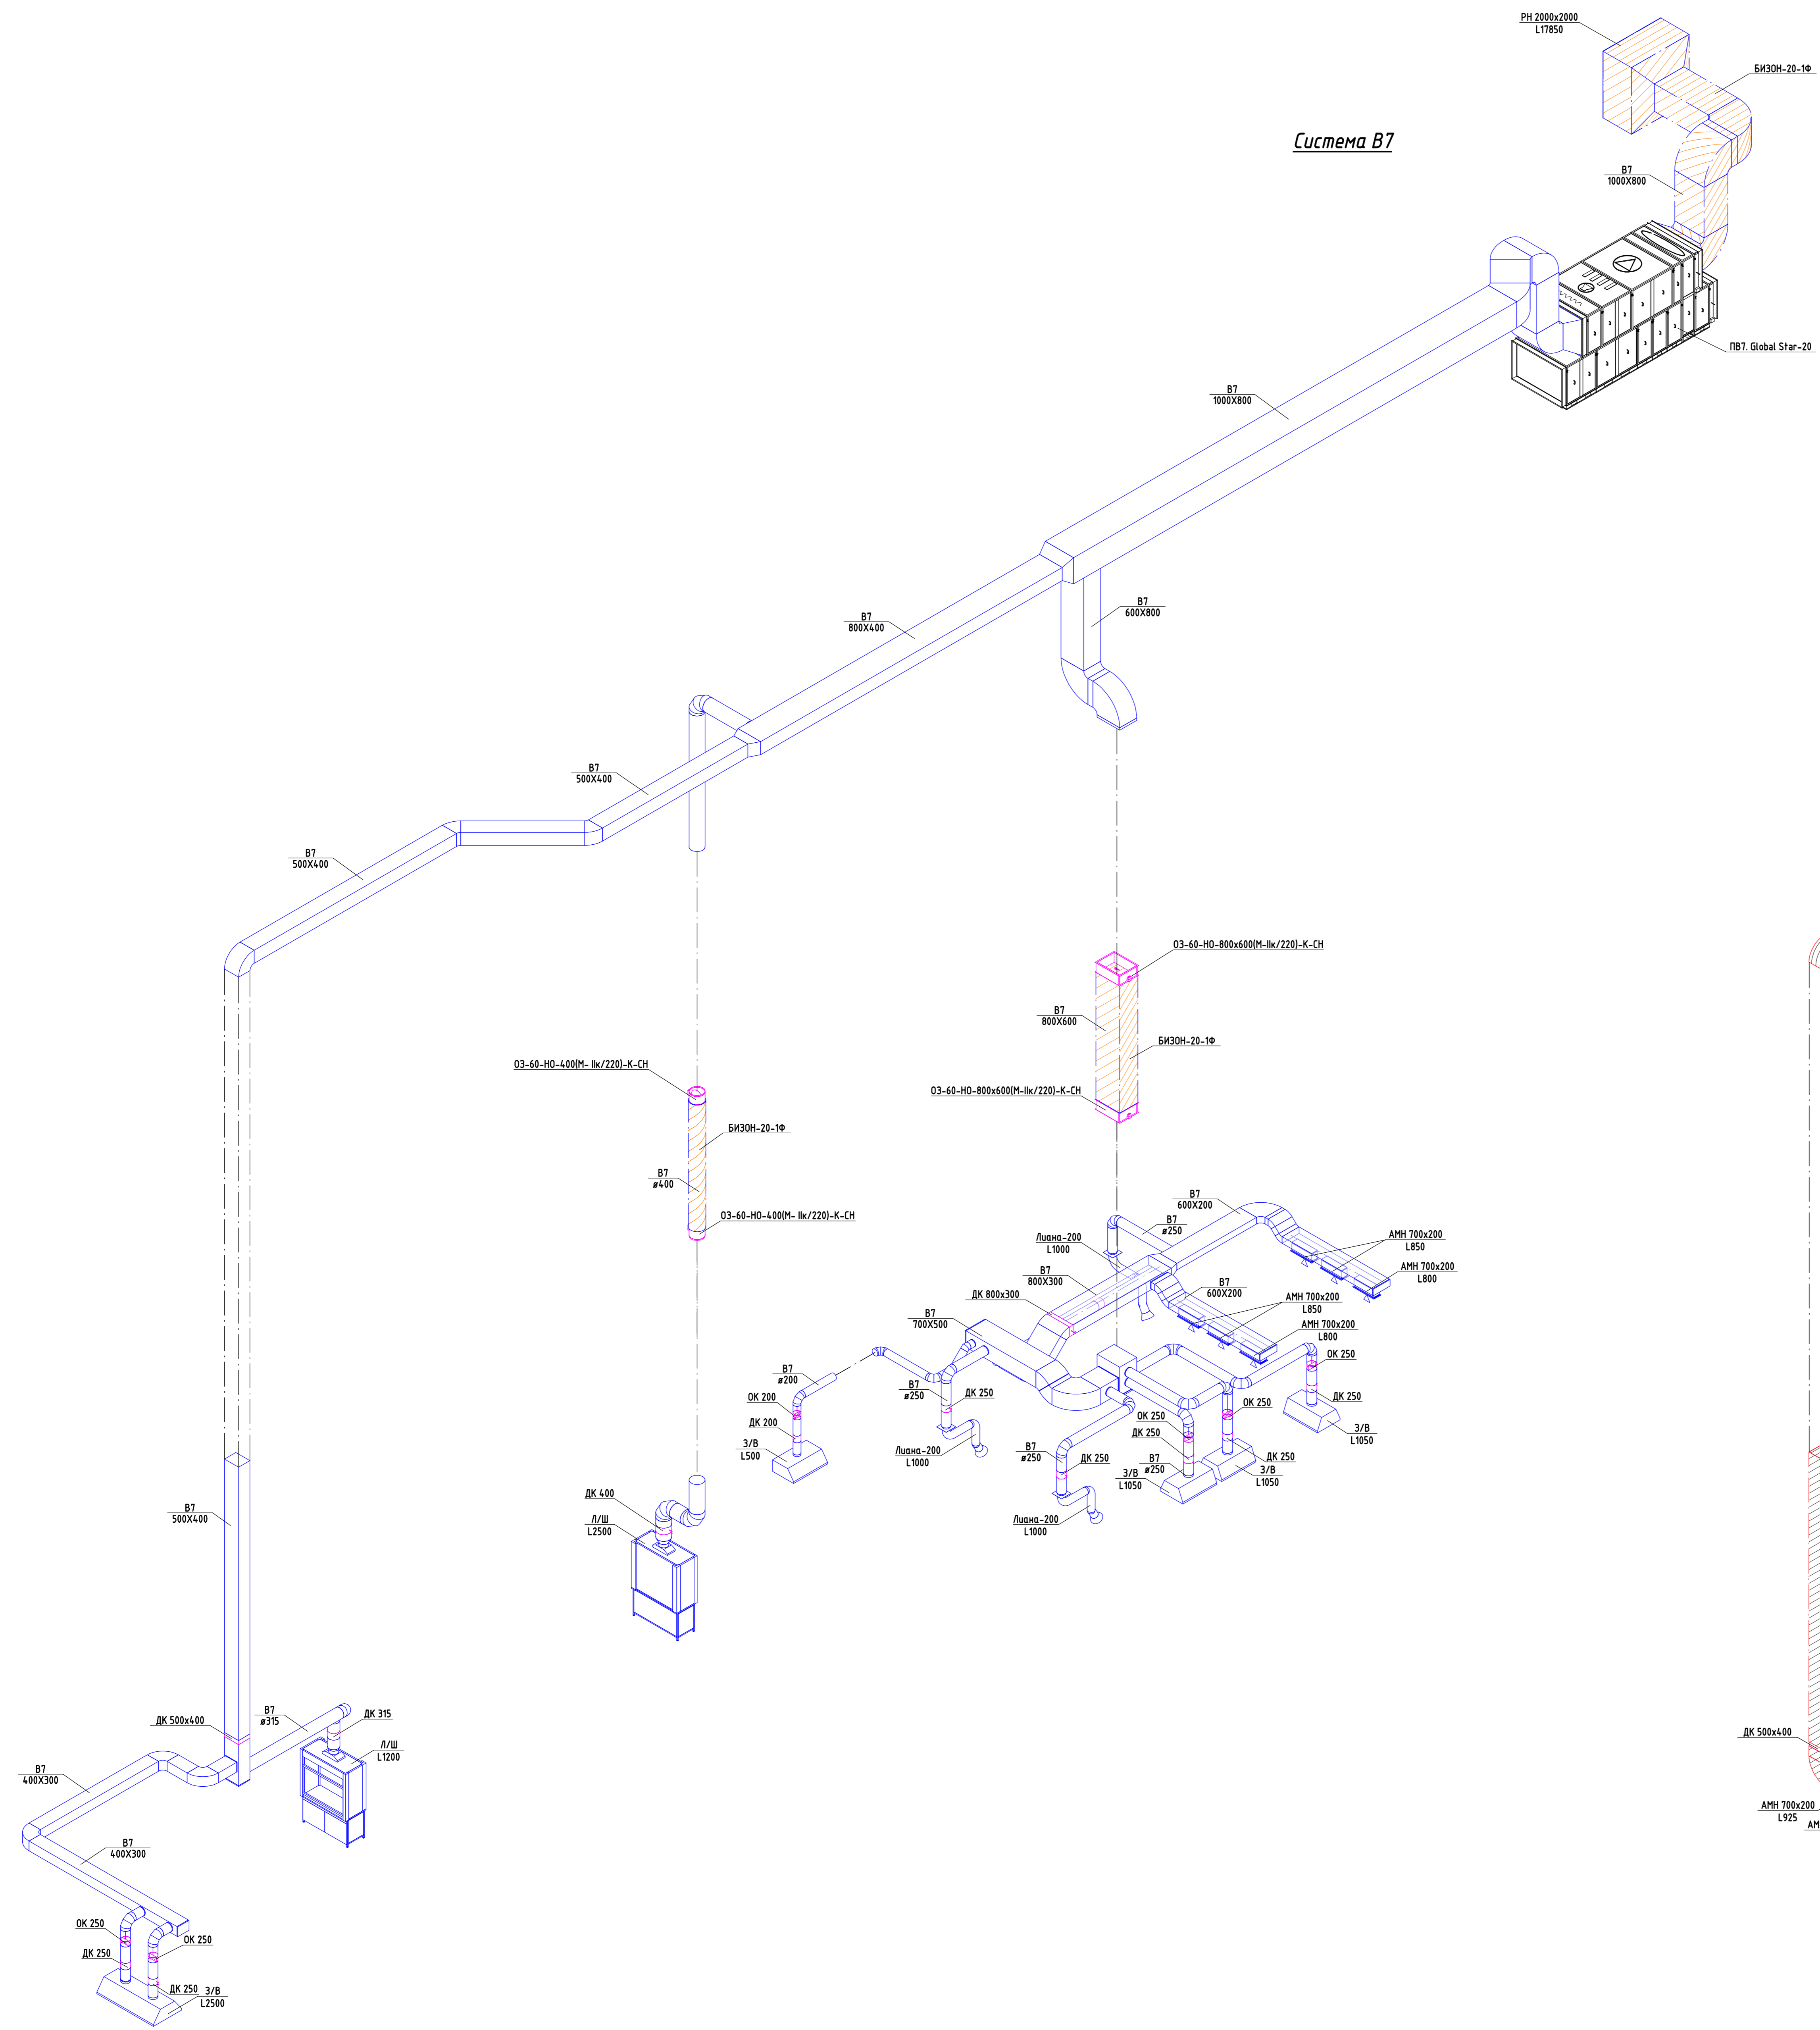 РН 2000х2000
L17850
БИЗОН-20-1Ф
Система В7
В7
1000Х800
ПВ7. Global Star-20
В7
1000Х800
В7
600Х800
В7
800Х400
В7
500Х400
В7
500Х400
ОЗ-60-НО-800х600(М-IIк/220)-К-СН
В7
800Х600
БИЗОН-20-1Ф
ОЗ-60-НО-800х600(М-IIк/220)-К-СН
ОЗ-60-НО-400(М- IIк/220)-К-СН
БИЗОН-20-1Ф
В7
ø400
ОЗ-60-НО-400(М- IIк/220)-К-СН
В7
600Х200
В7
ø250
Лиана-200
L1000
АМН 700х200
L850
АМН 700х200
L800
В7
800Х300
В7
600Х200
ДК 800х300
АМН 700х200
L850
В7
700Х500
АМН 700х200
L800
ОК 250
В7
ø200
В7
ø250
ДК 250
ДК 250
ОК 200
ОК 250
ОК 250
ДК 200
ДК 250
З/В
L1050
З/В
L500
Лиана-200
L1000
В7
ø250
ДК 250
В7
ø250
ДК 250
З/В
L1050
З/В
L1050
ДК 400
Л/Ш
L2500
Лиана-200
L1000
В7
500Х400
ДК 500х400
В7
ø315
ДК 315
Л/Ш
L1200
В7
400Х300
В7
400Х300
ОК 250
ОК 250
ДК 250
ДК 250
З/В
L2500
ДК 500х400
АМН 700х200
L925
АМ